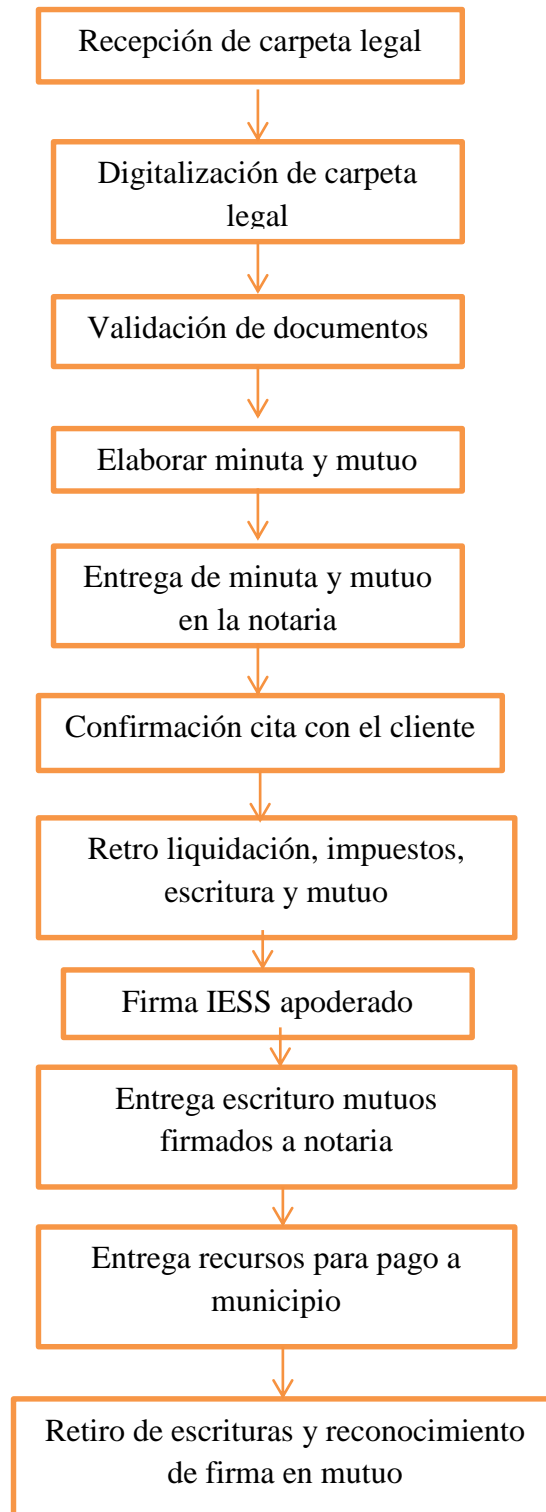 Recepción de carpeta legal
Digitalización de carpeta
legal
Validación de documentos
Elaborar minuta y mutuo
Entrega de minuta y mutuo
en la notaria
Confirmación cita con el cliente
Retro liquidación, impuestos,
escritura y mutuo
Firma IESS apoderado
Entrega escrituro mutuos
firmados a notaria
Entrega recursos para pago a
municipio
Retiro de escrituras y reconocimiento
de firma en mutuo